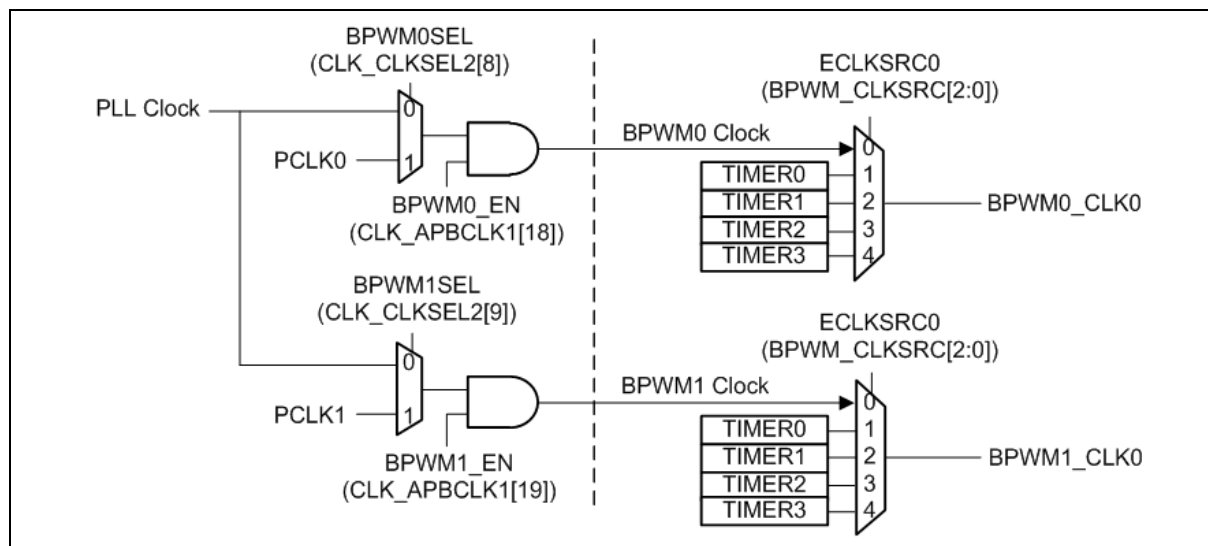 BPWM0SEL
(CLK_CLKSEL2[8])
PLL Clock
0
PCLK0
1
BPWM0_EN
(CLK_APBCLK1[18])
BPWM0 Clock
ECLKSRC0
(BPWM_CLKSRC[2:0])
0
TIMER0
1
TIMER1
2
TIMER2
3
TIMER3
4
BPWM0_CLK0
BPWM1SEL
(CLK_CLKSEL2[9])
0
PCLK1
1
BPWM1_EN
(CLK_APBCLK1[19])
BPWM1 Clock
ECLKSRC0
(BPWM_CLKSRC[2:0])
0
TIMER0
1
TIMER1
2
TIMER2
3
TIMER3
4
BPWM1_CLK0